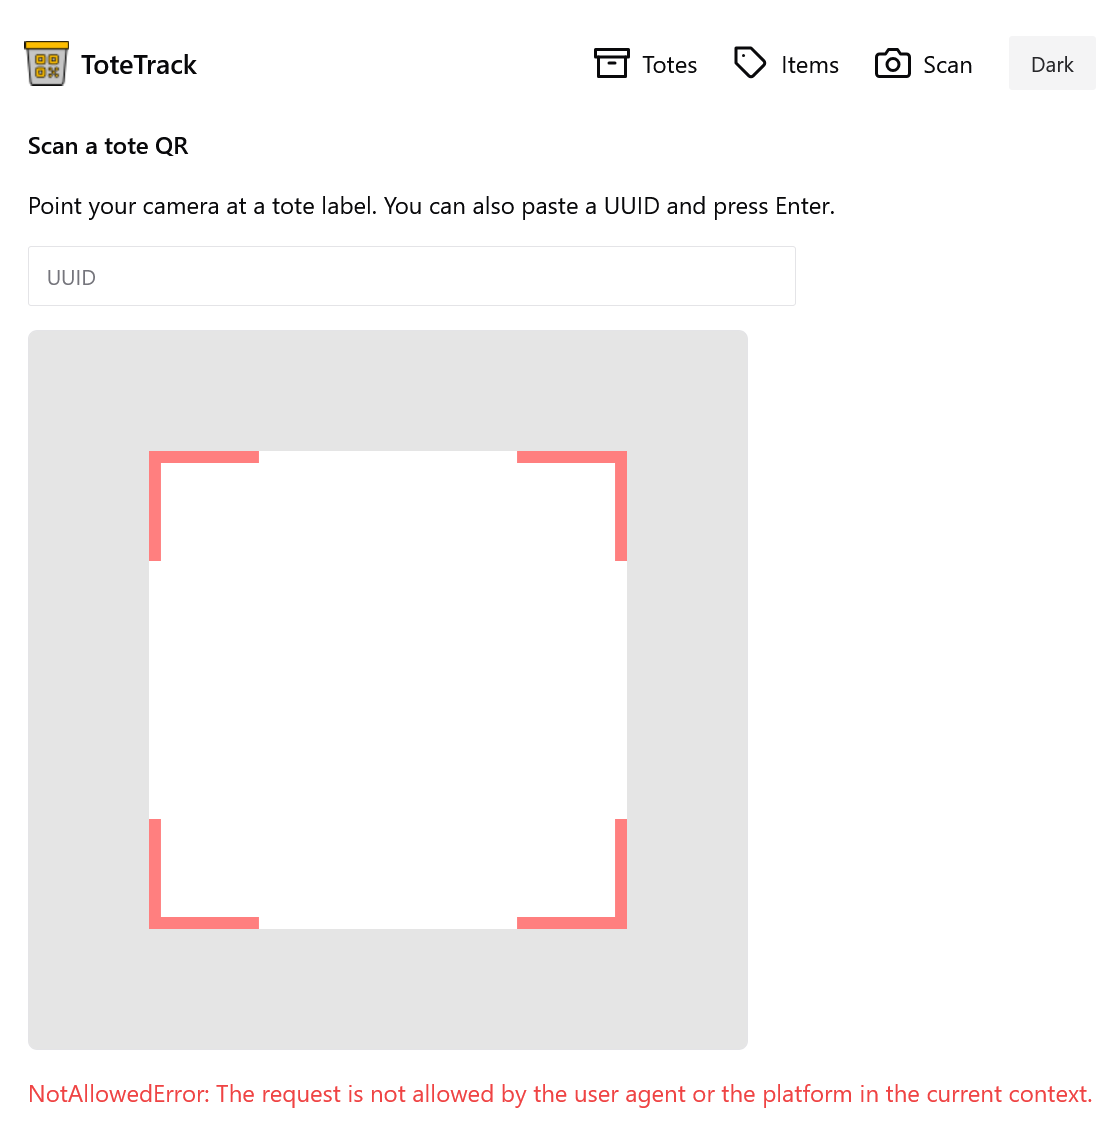 ToteTrack
Totes
Items
Scan
Dark
Scan a tote QR
Point your camera at a tote label. You can also paste a UUID and press Enter.
UUID
NotAllowedError: The request is not allowed by the user agent or the platform in the current context.